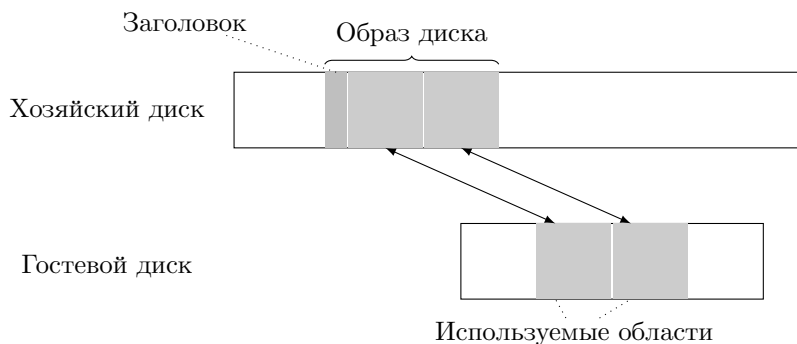 Заголовок
Образ диска
Хозяйский диск
Гостевой диск
Используемые области